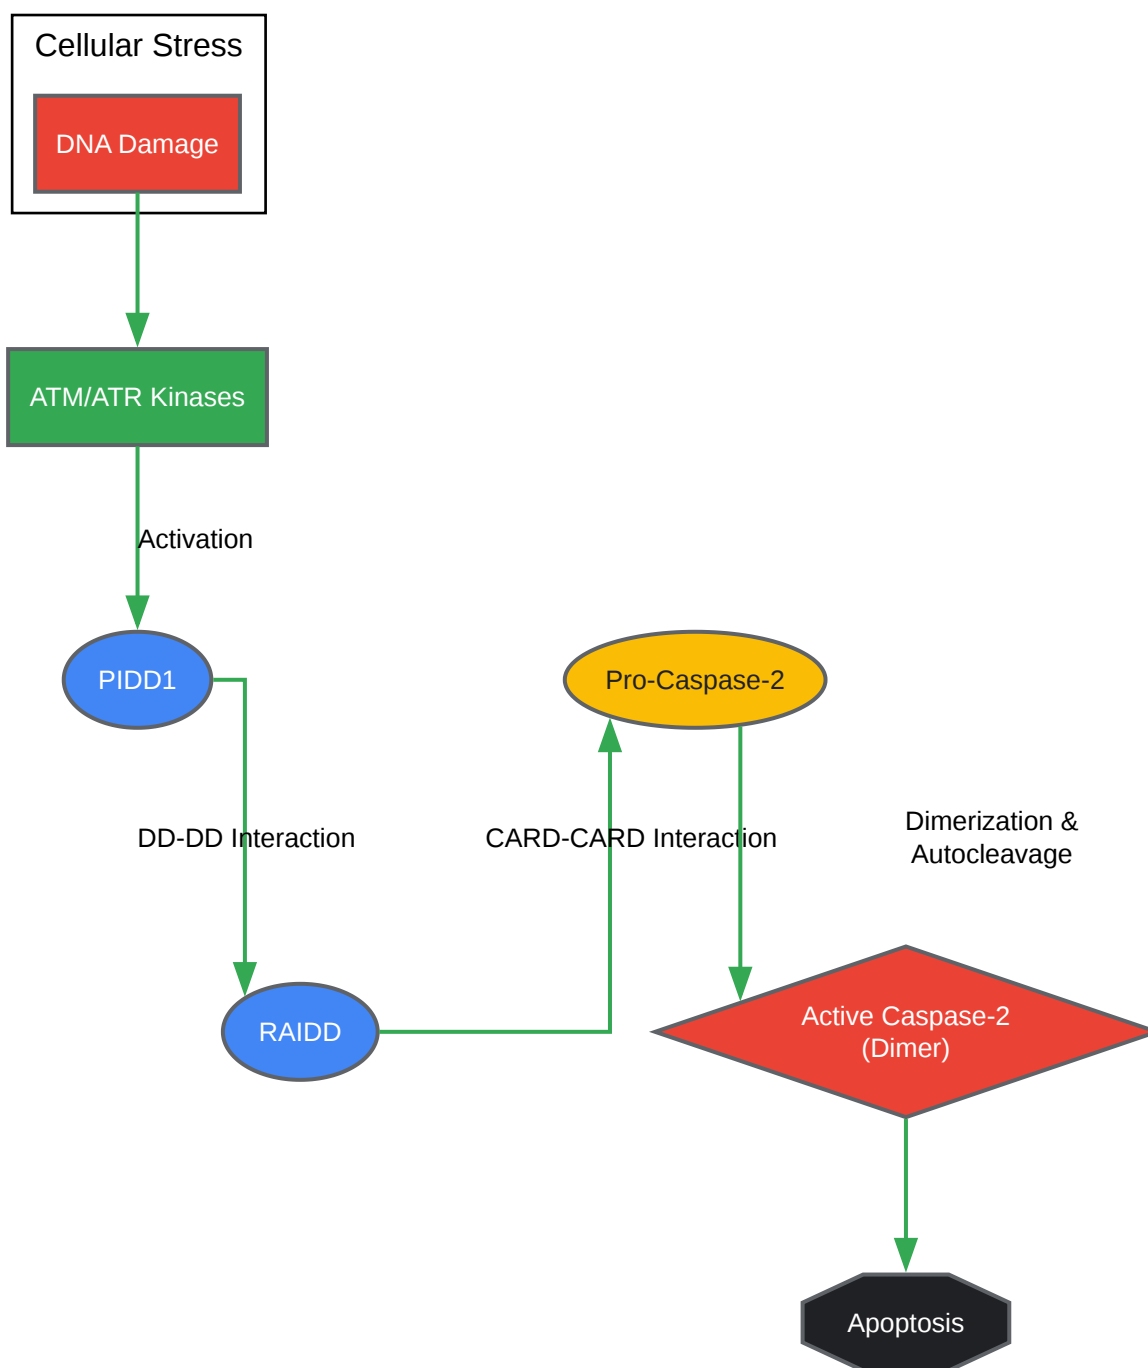 Cellular Stress
DNA Damage
ATM/ATR Kinases
Activation
PIDD1
Pro-Caspase-2
DD-DD Interaction
CARD-CARD Interaction
Dimerization &
Autocleavage
RAIDD
Active Caspase-2
(Dimer)
Apoptosis